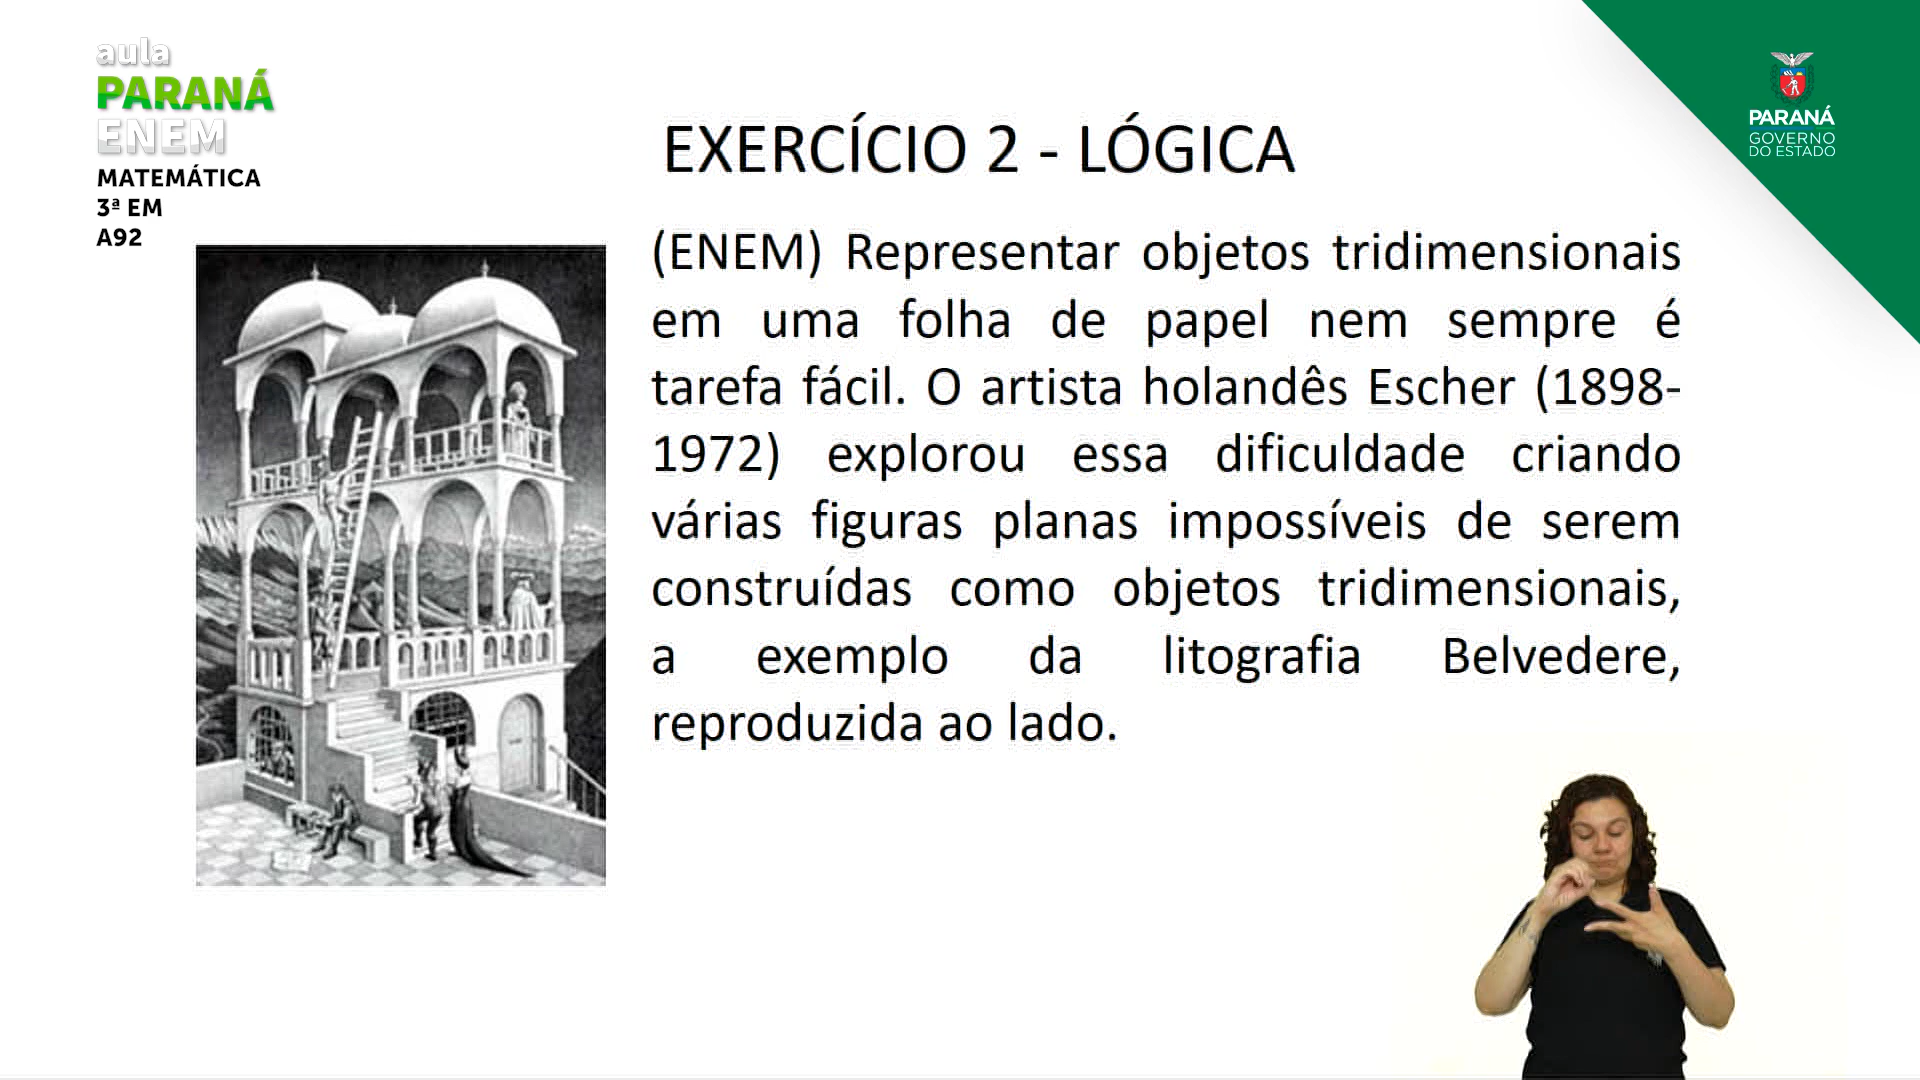 aula
PARANÁ
ENEM
MATEMÁTICA
3ª EM
A92
PARANÁ
GOVERNO
DO ESTADO
EXERCÍCIO 2 - LÓGICA
(ENEM) Representar objetos tridimensionais
em uma folha de papel nem sempre é
tarefa fácil. O artista holandês Escher (1898-
1972) explorou essa dificuldade criando
várias figuras planas impossíveis de serem
construídas como objetos tridimensionais,
a exemplo da litografia Belvedere,
reproduzida ao lado.